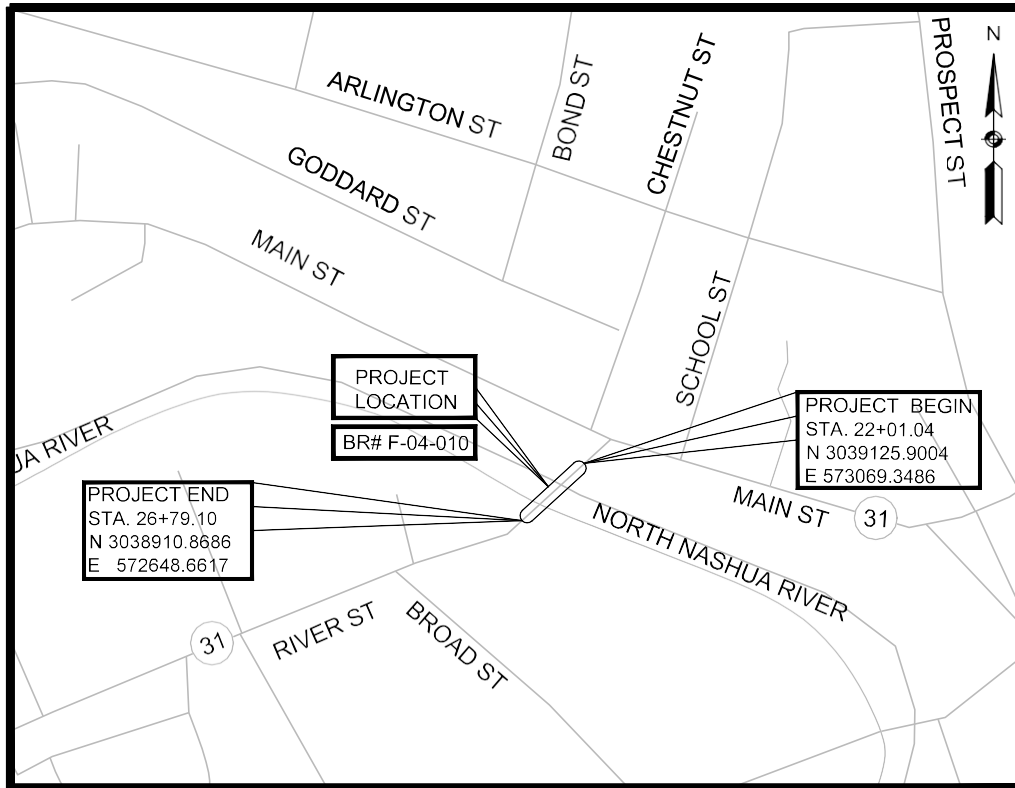 N
PROSPECT ST
CHESTNUT ST
BOND ST
ARLINGTON ST
GODDARD ST
MAIN ST
SCHOOL ST
PROJECT
LOCATION
BR# F-04-010
PROJECT BEGIN
STA. 22+01.04
N 3039125.9004
E 573069.3486
UA RIVER
PROJECT END
STA. 26+79.10
N 3038910.8686
E 572648.6617
MAIN ST
31
NORTH NASHUA RIVER
31
RIVER ST
BROAD ST